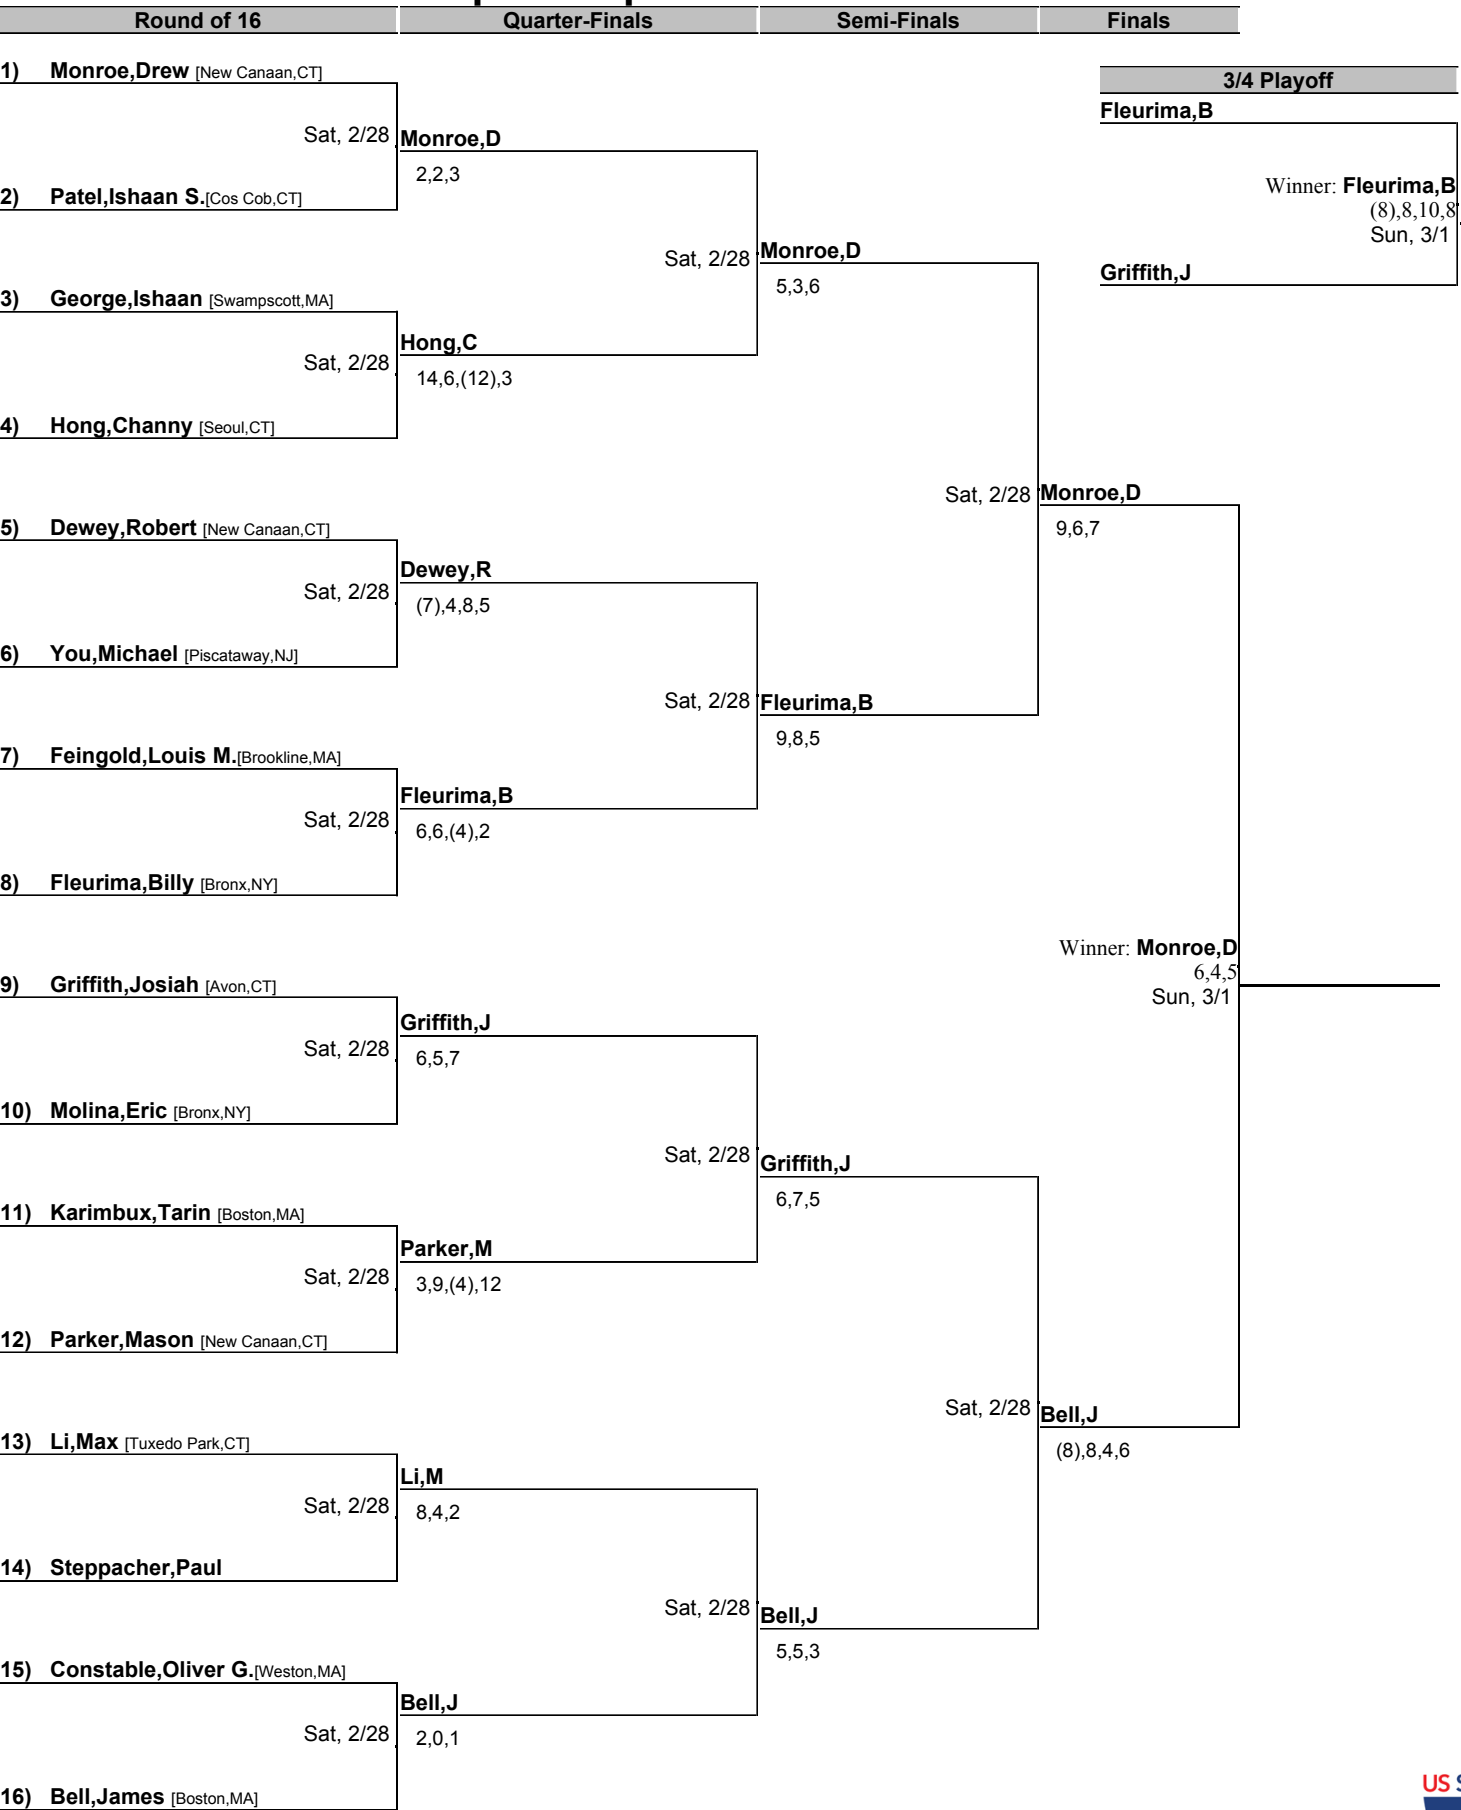 Round of 16 Quarter-Finals Semi-Finals Finals
1) Monroe,Drew [New Canaan,CT]
3/4 Playoff
Fleurima,B
Sat, 2/28 Monroe,D
2,2,3
Winner: Fleurima,B
2) Patel,Ishaan S.[Cos Cob,CT]
(8),8,10,8
Sun, 3/1
Sat, 2/28 Monroe,D
Griffith,J
5,3,6
3) George,Ishaan [Swampscott,MA]
Hong,C
Sat, 2/28
14,6,(12),3
4) Hong,Channy [Seoul,CT]
Sat, 2/28 Monroe,D
9,6,7
5) Dewey,Robert [New Canaan,CT]
Dewey,R
Sat, 2/28
(7),4,8,5
6) You,Michael [Piscataway,NJ]
Sat, 2/28 Fleurima,B
9,8,5
7) Feingold,Louis M.[Brookline,MA]
Fleurima,B
Sat, 2/28
6,6,(4),2
8) Fleurima,Billy [Bronx,NY]
Winner: Monroe,D
6,4,5
Sun, 3/1
9) Griffith,Josiah [Avon,CT]
Griffith,J
Sat, 2/28
6,5,7
10) Molina,Eric [Bronx,NY]
Sat, 2/28 Griffith,J
6,7,5
11) Karimbux,Tarin [Boston,MA]
Parker,M
Sat, 2/28
3,9,(4),12
12) Parker,Mason [New Canaan,CT]
Sat, 2/28 Bell,J
(8),8,4,6
13) Li,Max [Tuxedo Park,CT]
Li,M
Sat, 2/28
8,4,2
14) Steppacher,Paul
Sat, 2/28 Bell,J
5,5,3
15) Constable,Oliver G.[Weston,MA]
Bell,J
Sat, 2/28
2,0,1
16) Bell,James [Boston,MA]
US